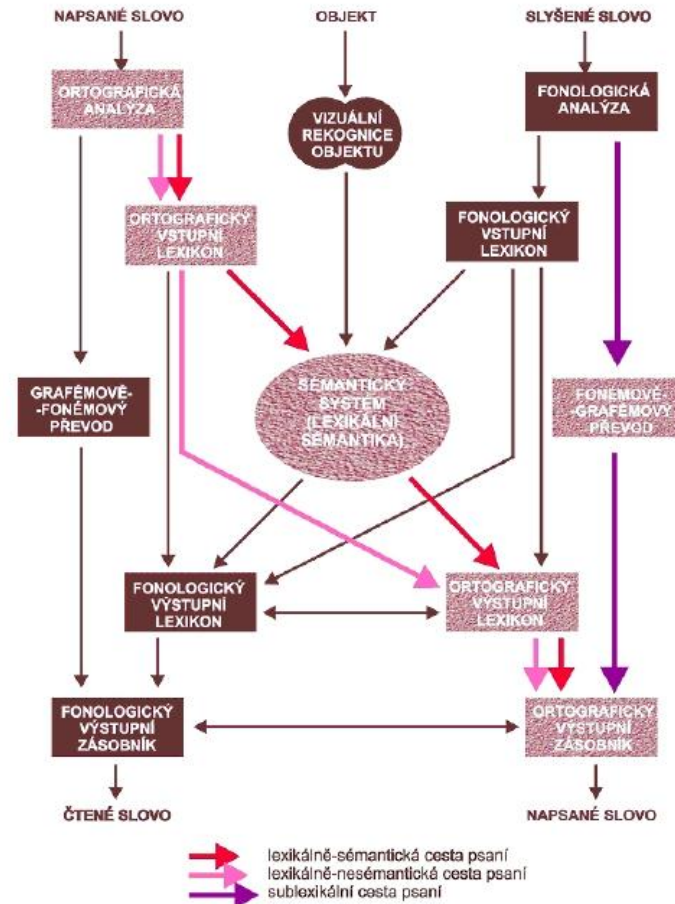 NAPSANÉ SLOVO
OBJEKT
SLYŠENÉ SLOVO
ORTOGRAFICKÁ
ANALÝZA
VIZUÁLNÍ
REKOGNICE
OBJEKTU
FONOLOGICKÁ
ANALÝZA
ORTOGRAFICKÝ
VSTUPNÍ
LEXIKON
FONOLOGICKÝ
VSTUPNÍ
LEXIKON
GRAFÉMOVĚ-
-FONÉMOVÝ
PŘEVOD
SÉMANTICKÝ
SYSTÉM
(LEXIKÁLNÍ
SÉMANTIKA)
FONÉMOVĚ-
-GRAFÉMOVÝ
PŘEVOD
FONOLOGICKÝ
VÝSTUPNÍ
LEXIKON
ORTOGRAFICKÝ
VÝSTUPNÍ
LEXIKON
FONOLOGICKÝ
VÝSTUPNÍ
ZÁSOBNÍK
ORTOGRAFICKÝ
VÝSTUPNÍ
ZÁSOBNÍK
ČTENÉ SLOVO
NAPSANÉ SLOVO
lexikálně-sémantická cesta psaní
lexikálně-nesémantická cesta psaní
sublexikální cesta psaní